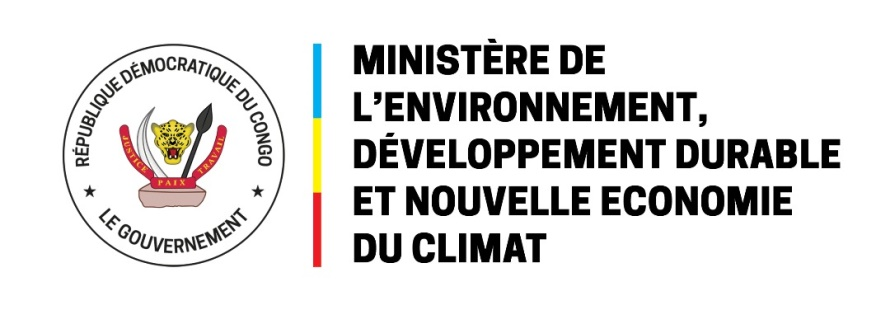 RÉPUBLIQUE DÉMOCRATIQUE DU CONGO
JUSTICE PAIX TRAVAIL
LE GOUVERNEMENT
MINISTÈRE DE
L’ENVIRONNEMENT,
DÉVELOPPEMENT DURABLE
ET NOUVELLE ECONOMIE
DU CLIMAT